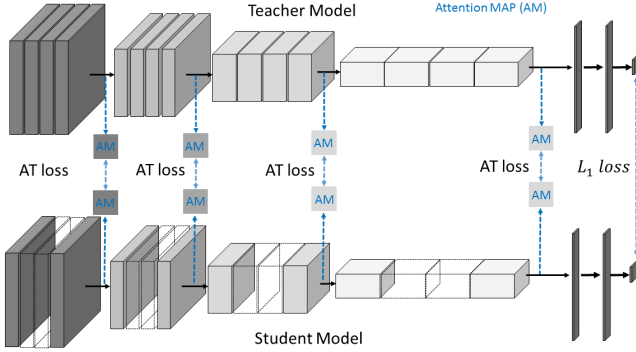 Teacher Model
Attention MAP (AM)
AM
AM
AM
AM
AT loss
AT loss
AT loss
AT loss
L₁ loss
AM
AM
AM
AM
Student Model